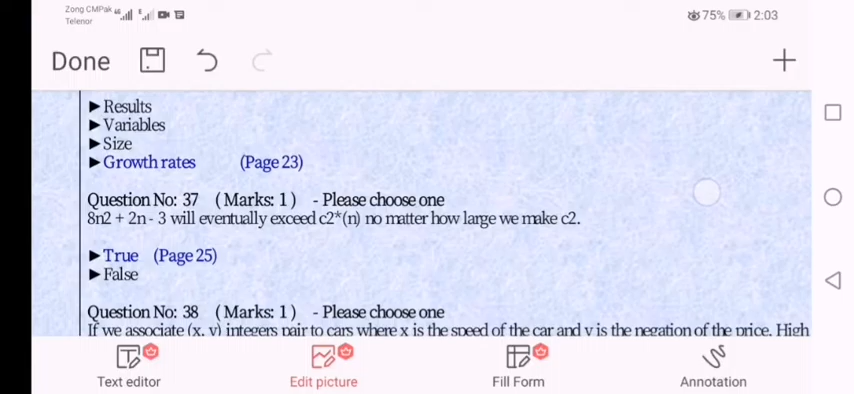 Zong CMPak 4G E
Telenor
75% 2:03
Done
►Results
►Variables
►Size
►Growth rates (Page 23)
Question No: 37 ( Marks: 1 ) - Please choose one
8n2 + 2n - 3 will eventually exceed c2*(n) no matter how large we make c2.
►True (Page 25)
►False
Question No: 38 ( Marks: 1 ) - Please choose one
If we associate (x, y) integers pair to cars where x is the speed of the car and y is the negation of the price. High
Text editor
Edit picture
Fill Form
Annotation